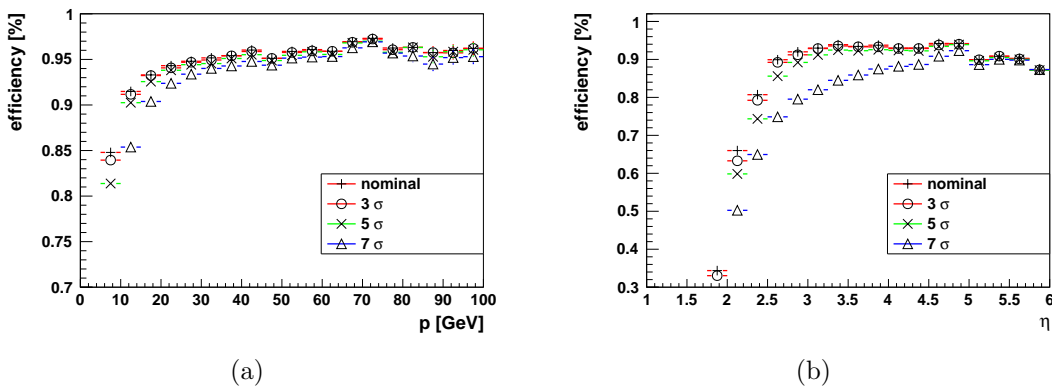 efficiency [%]
1
0.95
0.9
0.85
0.8
0.75
0.7
nominal
3 σ
5 σ
7 σ
0 10 20 30 40 50 60 70 80 90 100
p [GeV]
(a)
efficiency [%]
1
0.9
0.8
0.7
0.6
0.5
0.4
0.3
nominal
3 σ
5 σ
7 σ
1 1.5 2 2.5 3 3.5 4 4.5 5 5.5 6
η
(b)